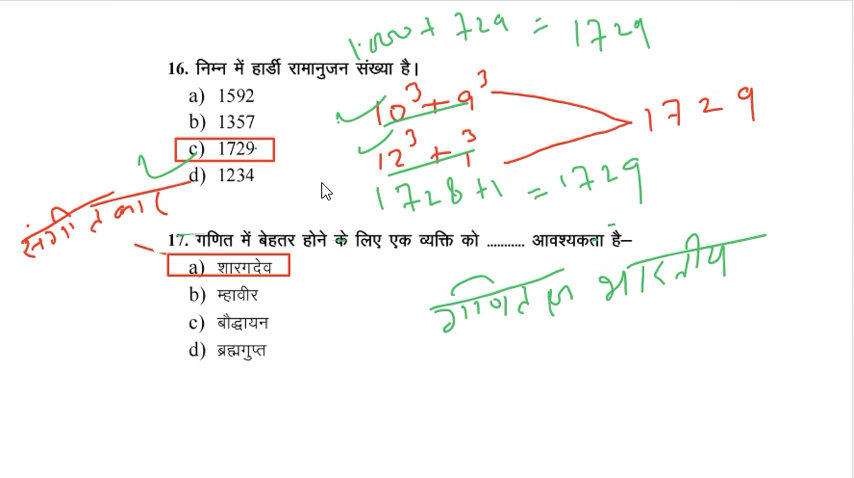 1000 + 729 = 1729
16. निम्न में हार्डी रामानुजन संख्या है।
a) 1592
b) 1357
c) 1729
d) 1234
10³ + 9³
12³ + 1³
1729
1728 + 1 = 1729
संगीतकार
17. गणित में बेहतर होने के लिए एक व्यक्ति को ........... आवश्यकता है–
a) शारगदेव
b) म्हावीर
c) बौद्धायन
d) ब्रह्मगुप्त
गणितज्ञ भारतीय